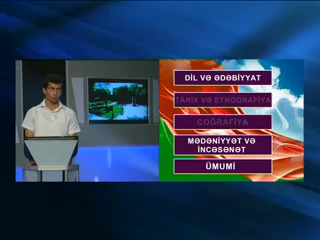 DİL VƏ ƏDƏBİYYAT
TARİX VƏ ETNOQRAFİYA
COĞRAFİYA
MƏDƏNİYYƏT VƏ
İNCƏSƏNƏT
ÜMUMİ